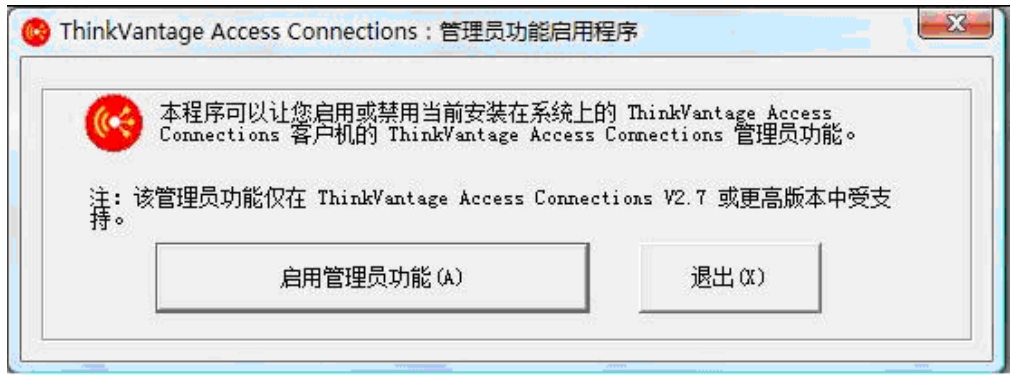 ThinkVantage Access Connections：管理员功能启用程序
本程序可以让您启用或禁用当前安装在系统上的 ThinkVantage Access
Connections 客户机的 ThinkVantage Access Connections 管理员功能。
注：该管理员功能仅在 ThinkVantage Access Connections V2.7 或更高版本中受支
持。
启用管理员功能(A)
退出(X)